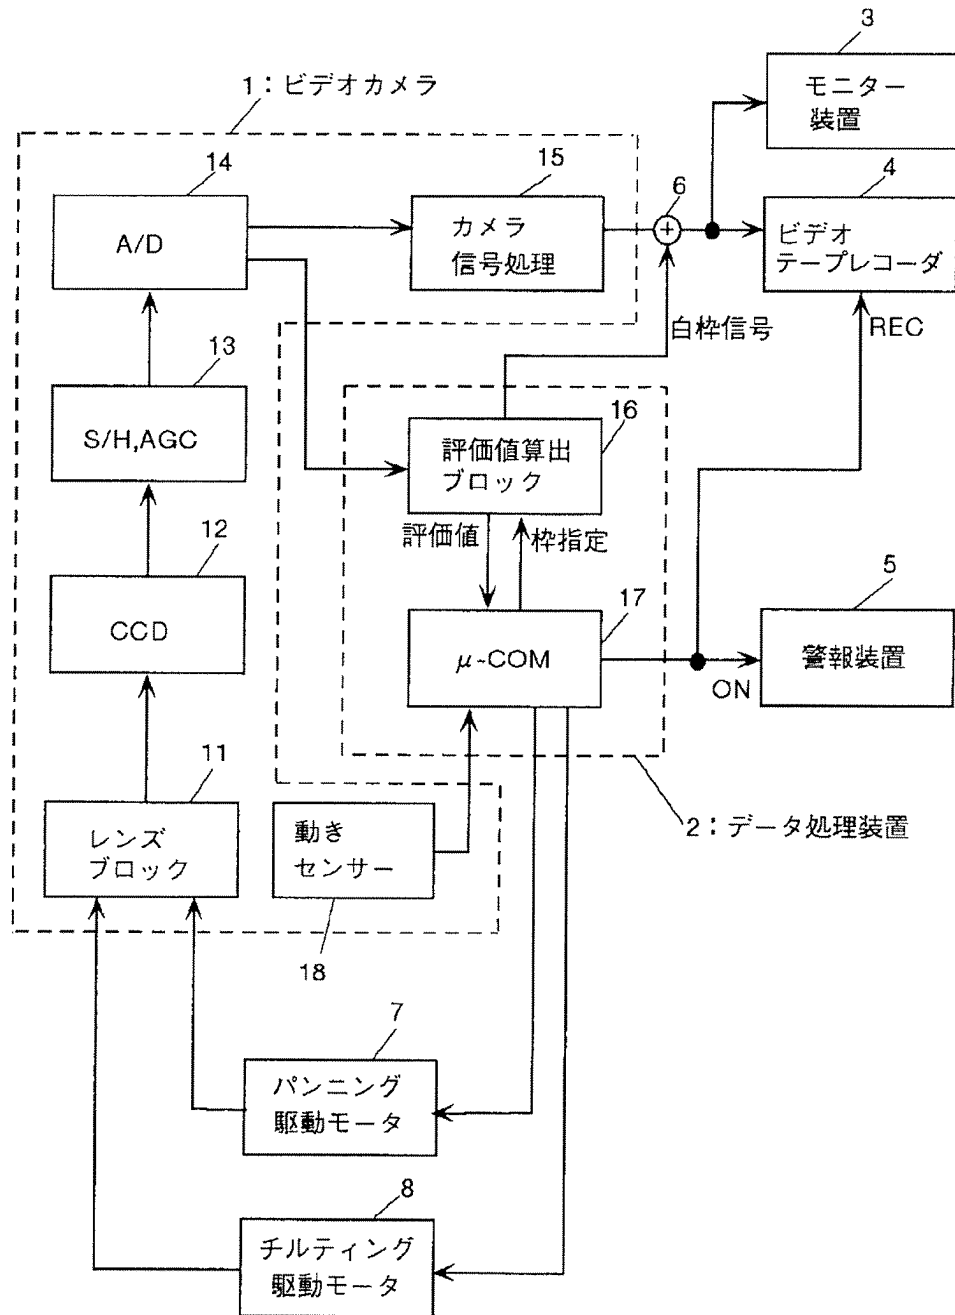 3
モニター
装置
1：ビデオカメラ
14
A/D
15
カメラ
信号処理
6
+
4
ビデオ
テープレコーダ
白枠信号
REC
13
S/H,AGC
16
評価値算出
ブロック
評価値
枠指定
12
CCD
17
μ-COM
5
警報装置
ON
11
レンズ
ブロック
動き
センサー
18
2：データ処理装置
7
パンニング
駆動モータ
8
チルティング
駆動モータ